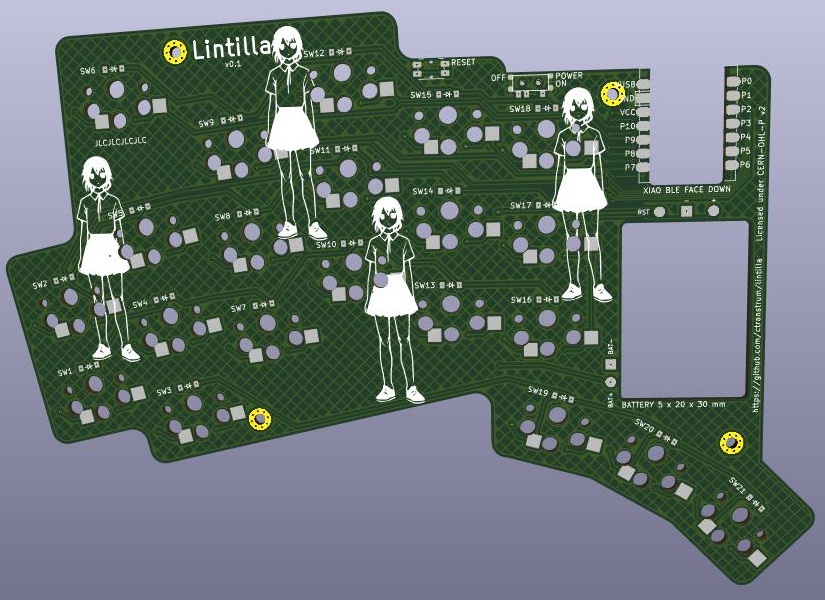 Lintilla
v0.1
SW12
RESET
SW6
OFF
POWER
ON
USB
P0
SW15
P1
SW18
VCC
P2
SW9
P10
P3
JLCJLCJLCJLC
P9
P4
SW11
P8
P5
P7
P6
SW14
XIAO BLE FACE DOWN
SW5
SW8
SW17
RST
SW10
SW2
SW4
SW7
SW13
SW16
BAT-
SW1
SW3
SW19
BAT+
BATTERY 5 x 20 x 30 mm
SW20
SW21
Licensed under CERN-OHL-P v2
https://github.com/ctranstrum/lintilla